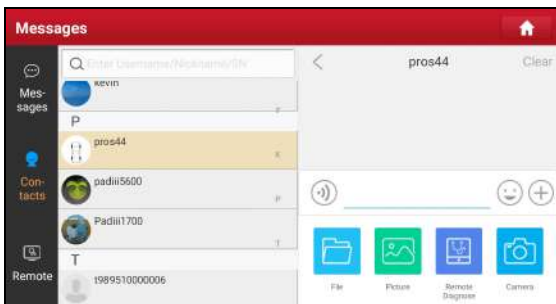 Messages
Enter Username/Nickname/SN
pros44
Clear
Mes-
sages
kevin
P
pros44
Con-
tacts
padiii5600
P
Padiii1700
T
Remote
T
t989510000006
File
Picture
Remote
Diagnose
Camera